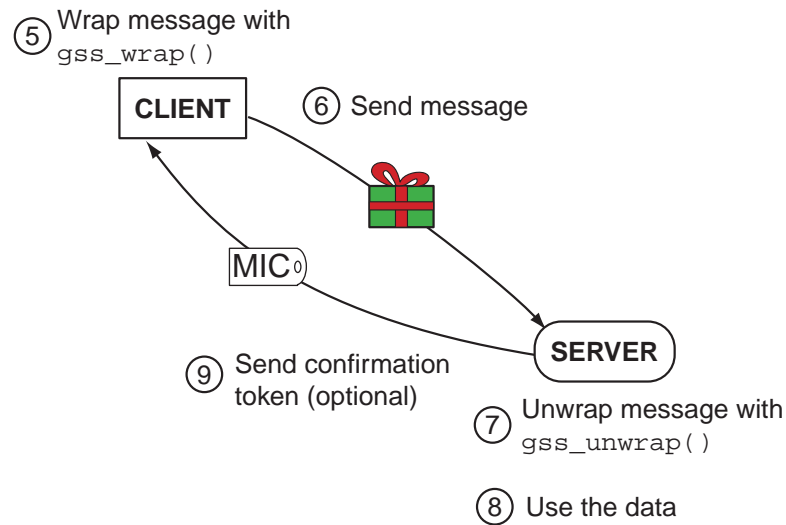 5 Wrap message with
gss_wrap()
CLIENT
6 Send message
MIC
SERVER
9 Send confirmation
token (optional)
7 Unwrap message with
gss_unwrap()
8 Use the data